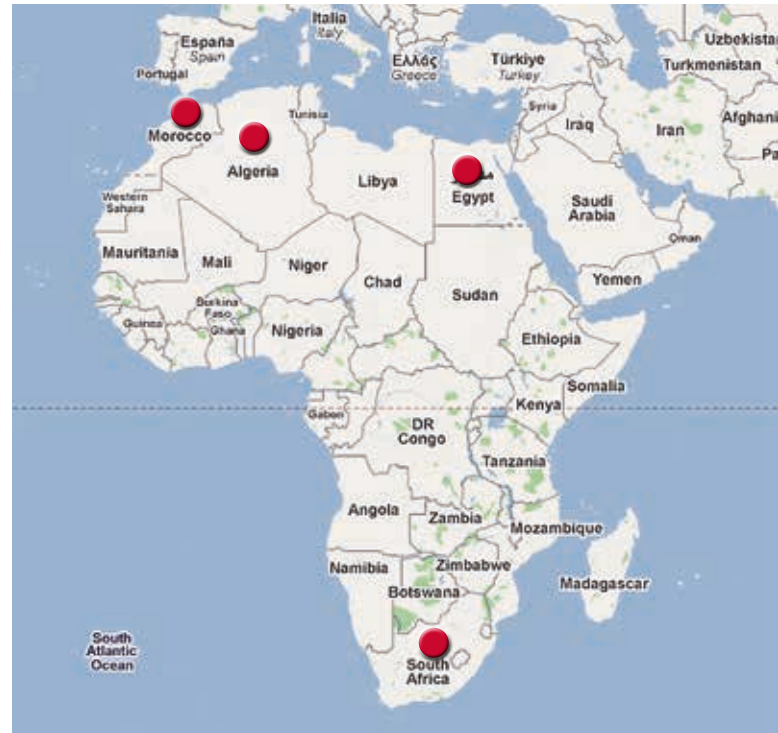 Italia
Italy
España
Spain
Portugal
Ελλάς
Greece
Türkiye
Turkey
Uzbekista
Turkmenistan
Tunisia
Syria
Iraq
Iran
Afghani
Pa
Morocco
Algeria
Libya
Egypt
Saudi
Arabia
Western
Sahara
Oman
Mauritania
Mali
Niger
Chad
Sudan
Yemen
Burkina
Faso
Guinea
Ghana
Nigeria
Ethiopia
Somalia
Kenya
Gabon
DR
Congo
Tanzania
Angola
Zambia
Mozambique
Namibia
Zimbabwe
Botswana
Madagascar
South
Atlantic
Ocean
South
Africa